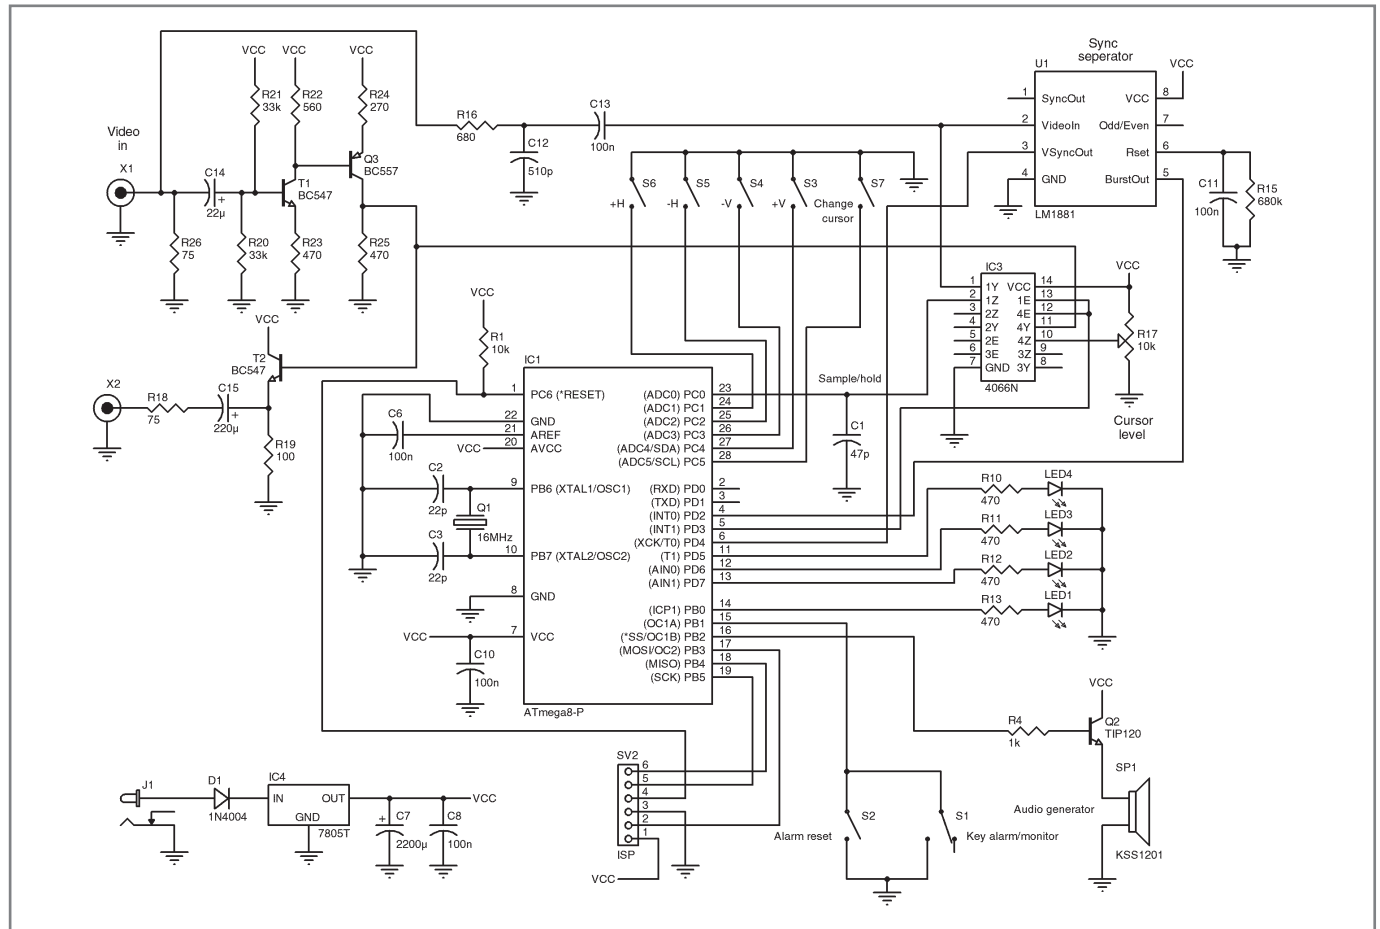 Video
in
X1
C14
22µ
+
R26
75
VCC
R21
33k
VCC
R22
560
VCC
R24
270
Q3
BC557
T1
BC547
R20
33k
R23
470
R25
470
R16
680
C12
510p
C13
100n
S6
+H
S5
-H
S4
-V
S3
+V
S7
Change
cursor
Sync
seperator
U1
VCC
1 SyncOut VCC 8
2 VideoIn Odd/Even 7
3 VSyncOut Rset 6
4 GND BurstOut 5
LM1881
C11
100n
R15
680k
IC3
1 1Y VCC 14
2 1Z 1E 13
3 2Z 4E 12
4 2Y 4Y 11
5 2E 4Z 10
6 3E 3Z 9
7 GND 3Y 8
4066N
VCC
R17
10k
Cursor
level
VCC
T2
BC547
X2
R18
75
C15
220µ
+
R19
100
VCC
R1
10k
IC1
1 PC6 (*RESET)
22 GND
21 AREF
VCC 20 AVCC
9 PB6 (XTAL1/OSC1)
10 PB7 (XTAL2/OSC2)
8 GND
VCC 7 VCC
C6
100n
C2
22p
Q1
16MHz
C3
22p
C10
100n
(ADC0) PC0 23
(ADC1) PC1 24
(ADC2) PC2 25
(ADC3) PC3 26
(ADC4/SDA) PC4 27
(ADC5/SCL) PC5 28
(RXD) PD0 2
(TXD) PD1 3
(INT0) PD2 4
(INT1) PD3 5
(XCK/T0) PD4 6
(T1) PD5 11
(AIN0) PD6 12
(AIN1) PD7 13
(ICP1) PB0 14
(OC1A) PB1 15
(*SS/OC1B) PB2 16
(MOSI/OC2) PB3 17
(MISO) PB4 18
(SCK) PB5 19
ATmega8-P
Sample/hold
C1
47p
R10
470
LED4
R11
470
LED3
R12
470
LED2
R13
470
LED1
VCC
R4
1k
Q2
TIP120
SP1
Audio generator
KSS1201
S2
Alarm reset
S1
Key alarm/monitor
SV2
6
5
4
3
2
1
ISP
VCC
J1
D1
1N4004
IC4
IN OUT
GND
7805T
+
C7
2200µ
C8
100n
VCC